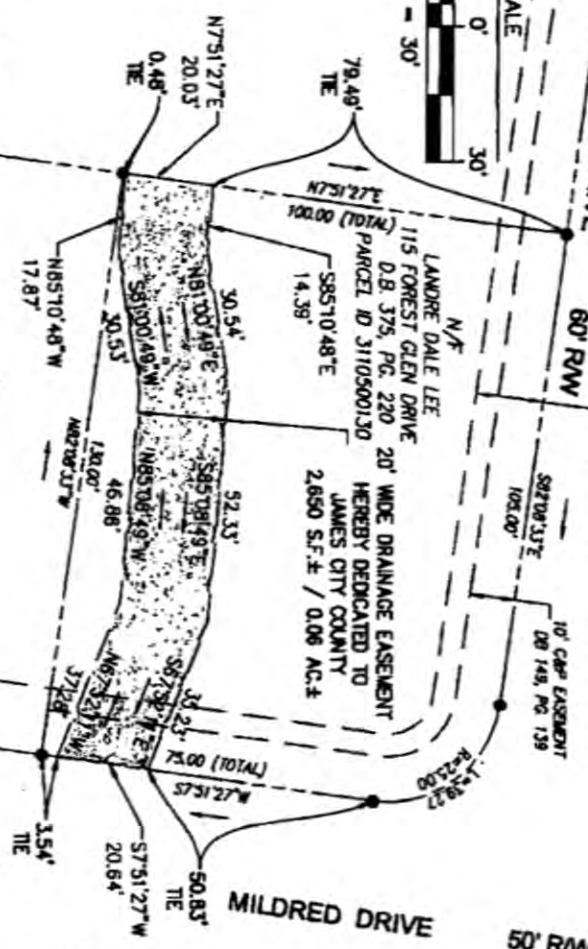 ALE
0'
30'
= 30'
60' R/W
N7°51'27"E
20.03'
0.48'
TIE
79.49'
TIE
N7°51'27"E
100.00 (TOTAL)
N/F
LANDRE DALE LEE
115 FOREST GLEN DRIVE
D.B. 375, PG. 220
PARCEL ID 3110500130
S85°10'48"E
14.39'
30.54'
N81°00'49"E
S81°00'49"W
30.53'
N85°10'48"W
17.87'
S82°08'33"E
105.00'
10' C&P EASEMENT
DB 149, PG 139
20' WIDE DRAINAGE EASEMENT
HEREBY DEDICATED TO
JAMES CITY COUNTY
2,650 S.F.± / 0.06 AC.±
52.33'
S85°08'49"E
N85°08'49"W
46.86'
130.00'
N82°08'33"W
37.28'
L=39.27
R=25.00
75.00 (TOTAL)
S7°51'27"W
50.83'
TIE
S7°51'27"W
20.64'
3.54'
TIE
MILDRED DRIVE
50' R/W